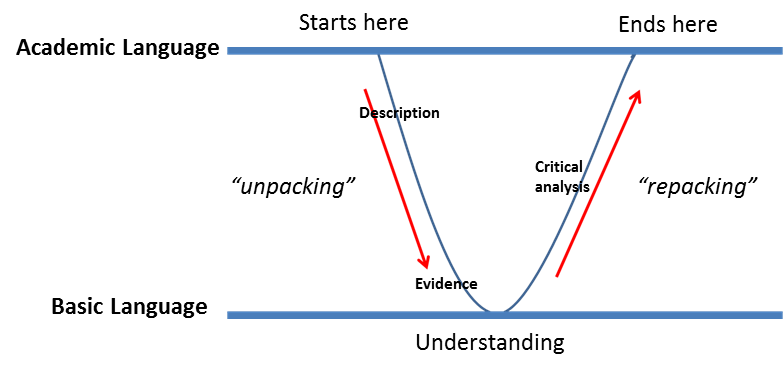 Starts here
Ends here
Academic Language
Description
Critical
analysis
“unpacking”
“repacking”
Evidence
Basic Language
Understanding